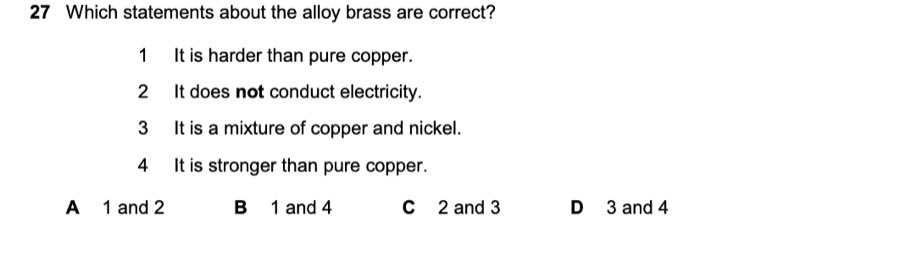 27 Which statements about the alloy brass are correct?
1 It is harder than pure copper.
2 It does not conduct electricity.
3 It is a mixture of copper and nickel.
4 It is stronger than pure copper.
A 1 and 2 B 1 and 4 C 2 and 3 D 3 and 4